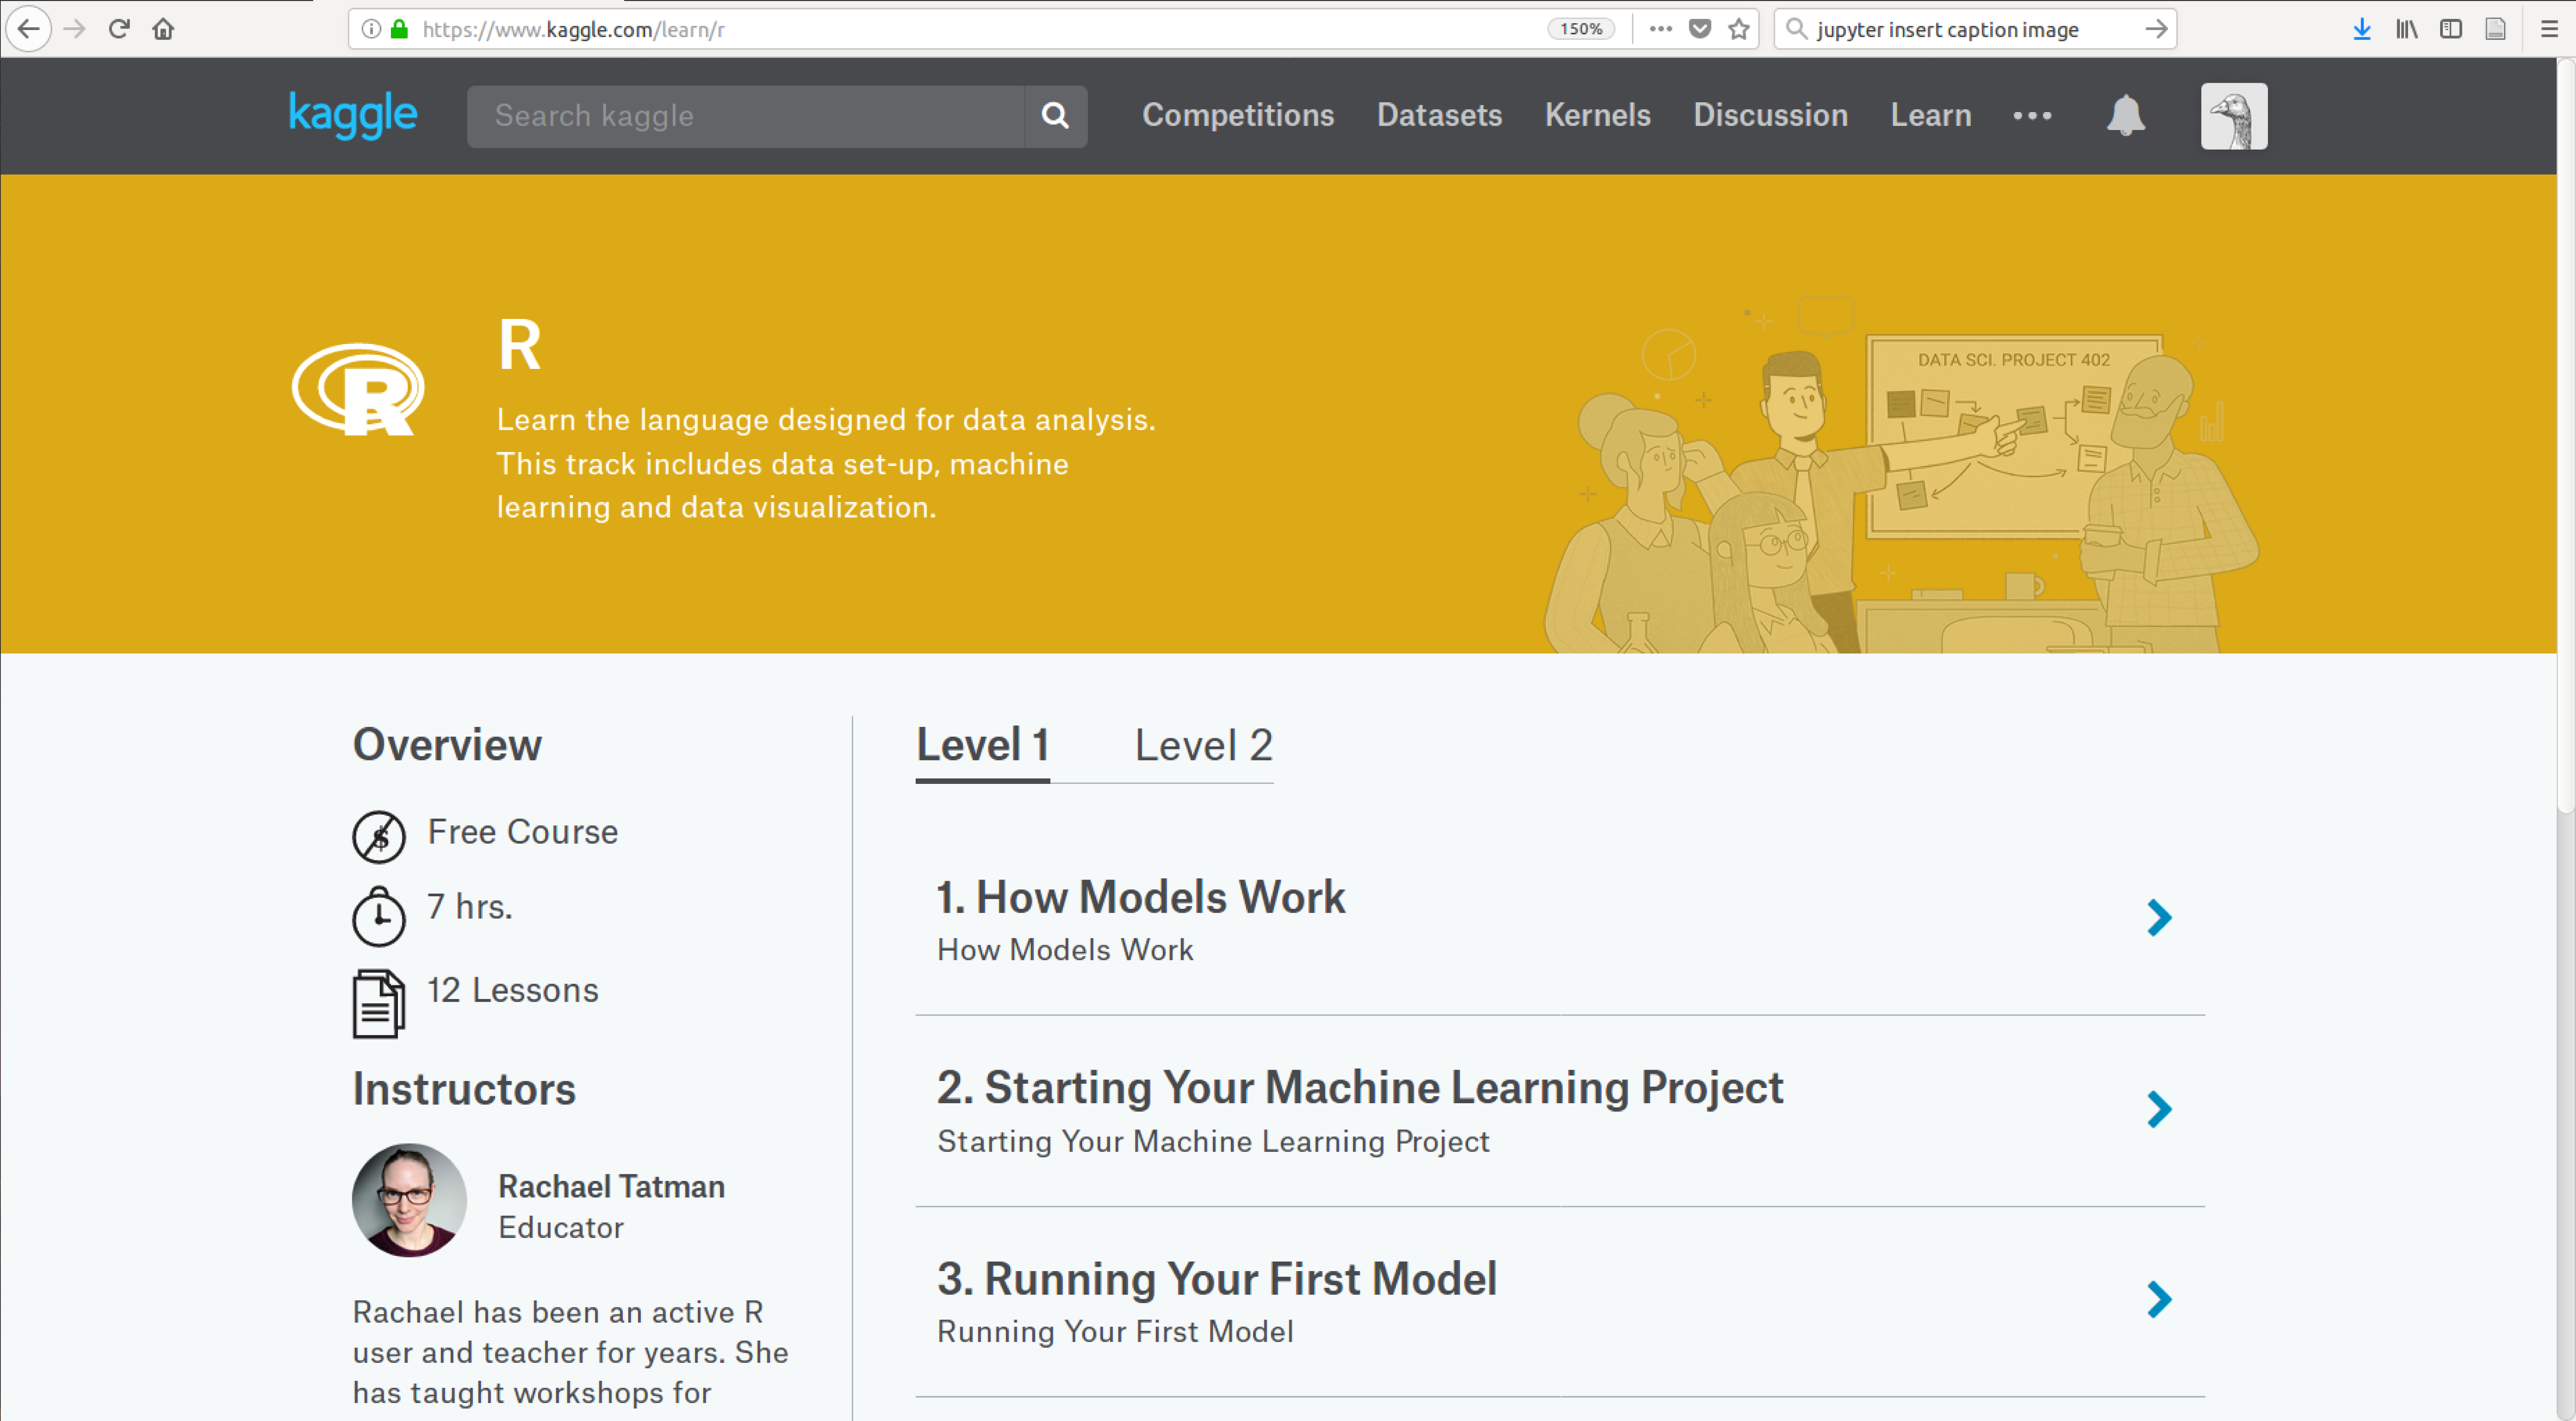 https://www.kaggle.com/learn/r
150%
jupyter insert caption image
kaggle
Search kaggle
Competitions
Datasets
Kernels
Discussion
Learn
R
R
Learn the language designed for data analysis.
This track includes data set-up, machine
learning and data visualization.
DATA SCI. PROJECT 402
Overview
Free Course
7 hrs.
12 Lessons
Instructors
Rachael Tatman
Educator
Rachael has been an active R
user and teacher for years. She
has taught workshops for
Level 1
Level 2
1. How Models Work
How Models Work
2. Starting Your Machine Learning Project
Starting Your Machine Learning Project
3. Running Your First Model
Running Your First Model